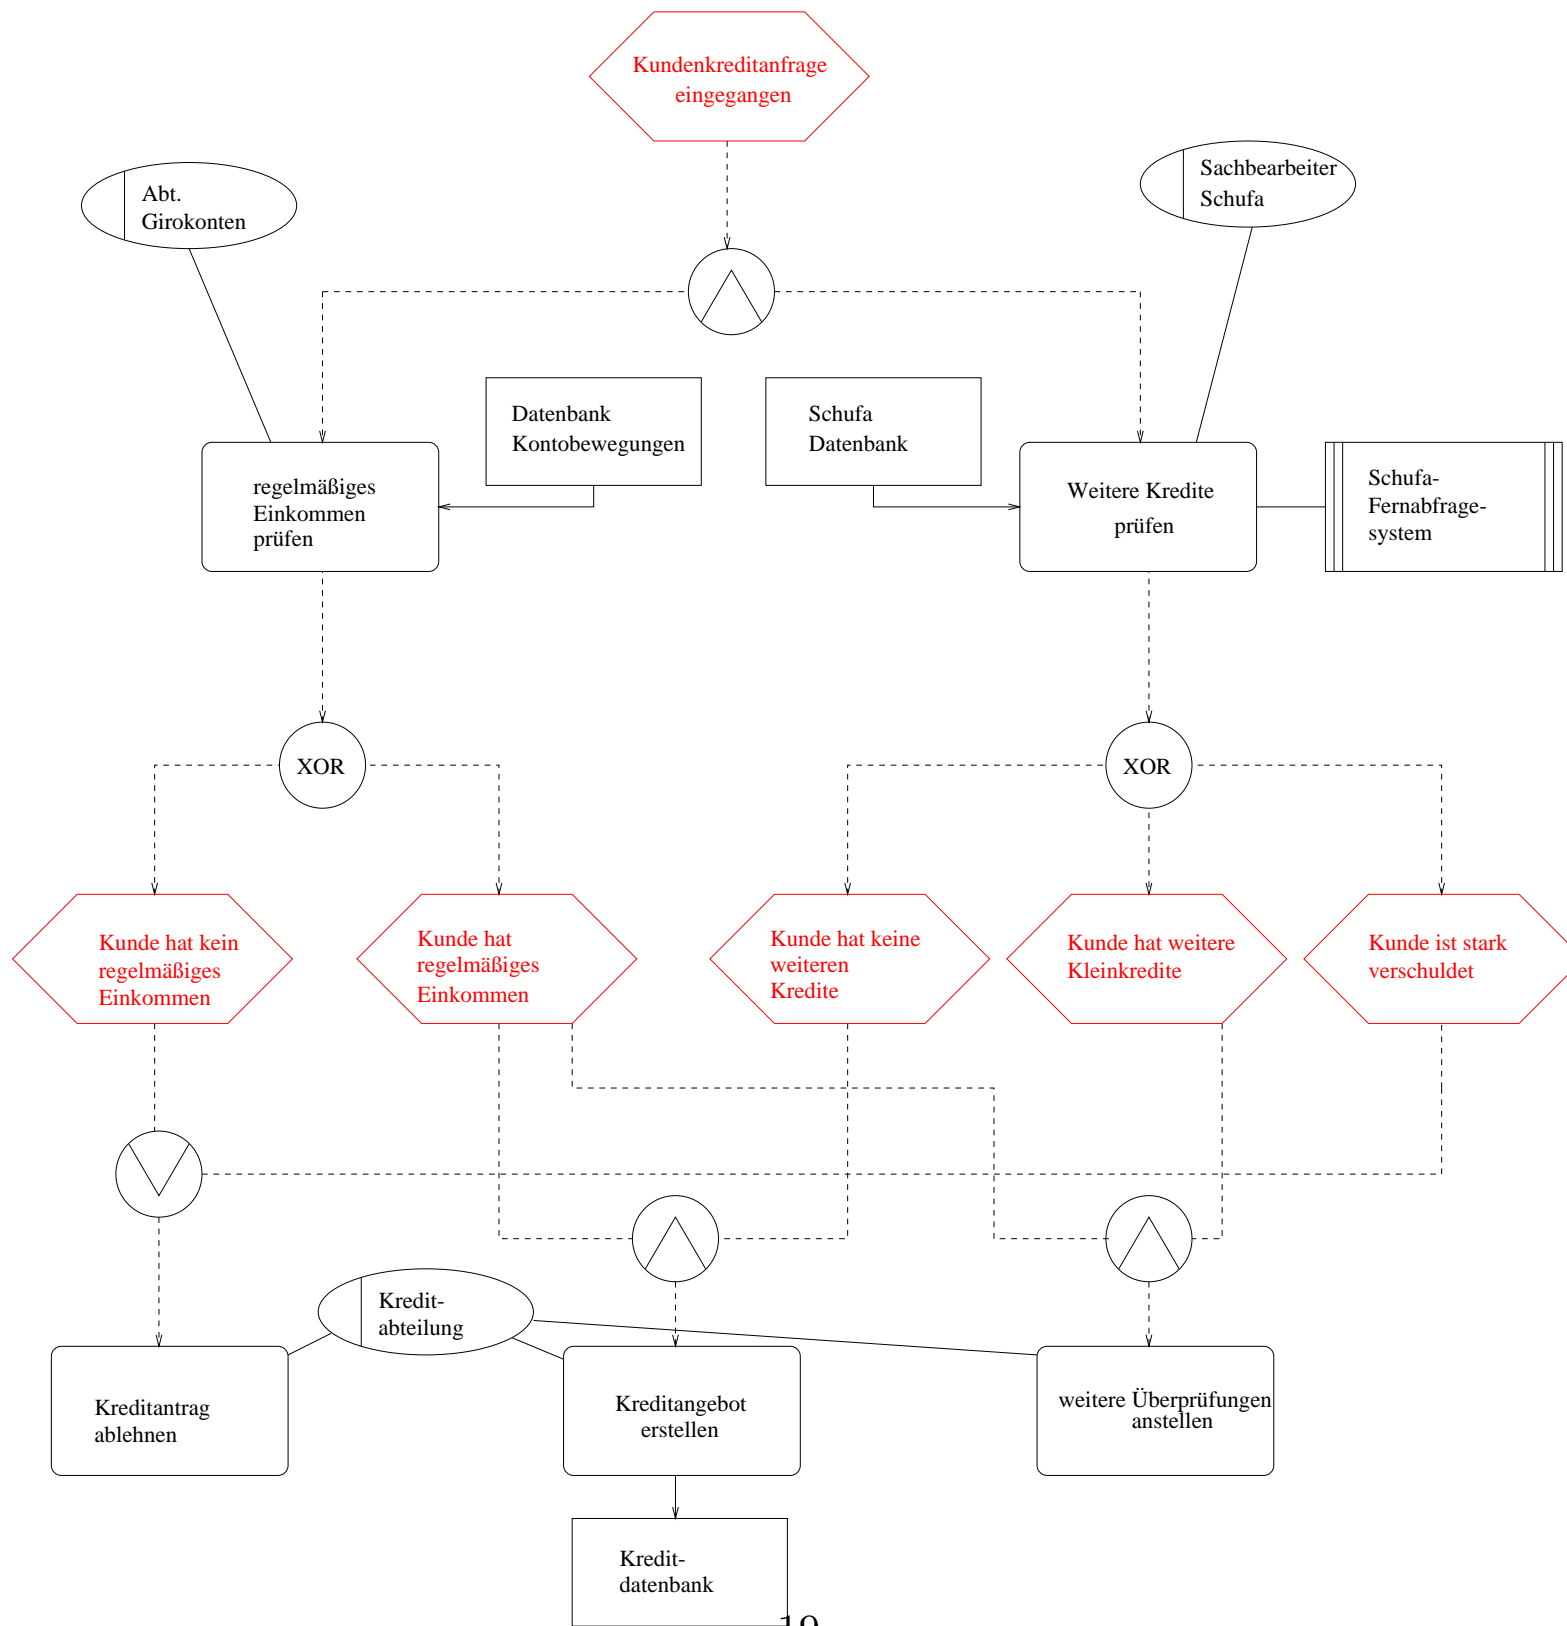 Kundenkreditanfrage
eingegangen
Abt.
Girokonten
Sachbearbeiter
Schufa
Datenbank
Kontobewegungen
Schufa
Datenbank
regelmäßiges
Einkommen
prüfen
Weitere Kredite
prüfen
Schufa-
Fernabfrage-
system
XOR
XOR
Kunde hat kein
regelmäßiges
Einkommen
Kunde hat
regelmäßiges
Einkommen
Kunde hat keine
weiteren
Kredite
Kunde hat weitere
Kleinkredite
Kunde ist stark
verschuldet
Kredit-
abteilung
Kreditantrag
ablehnen
Kreditangebot
erstellen
weitere Überprüfungen
anstellen
Kredit-
datenbank